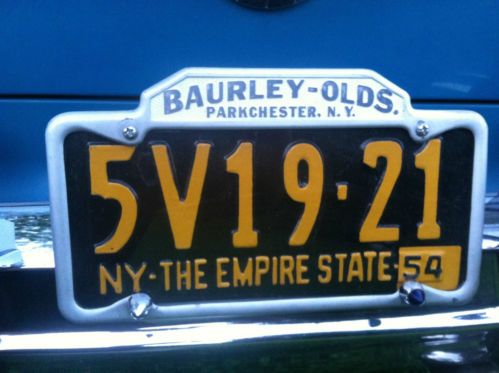 BAURLEY-OLDS.
PARKCHESTER, N.Y.
5V19·21
NY·THE EMPIRE STATE·54